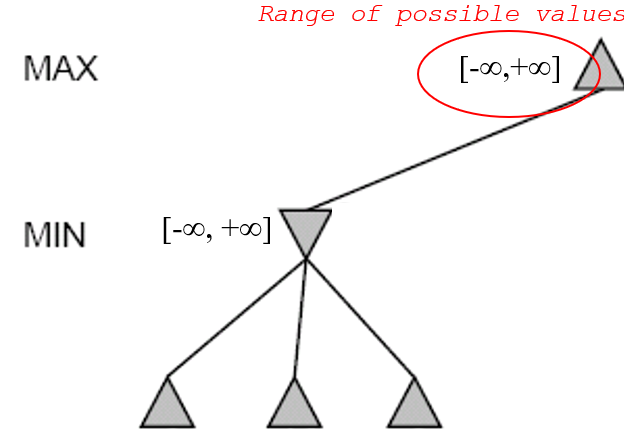 Range of possible values
MAX
[-∞,+∞]
MIN
[-∞, +∞]